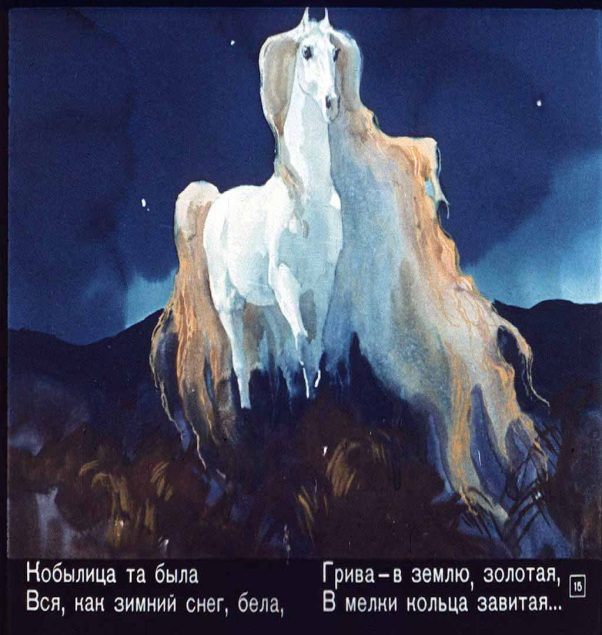 Кобылица та была
Вся, как зимний снег, бела,
Грива–в землю, золотая,
В мелки кольца завитая...
15